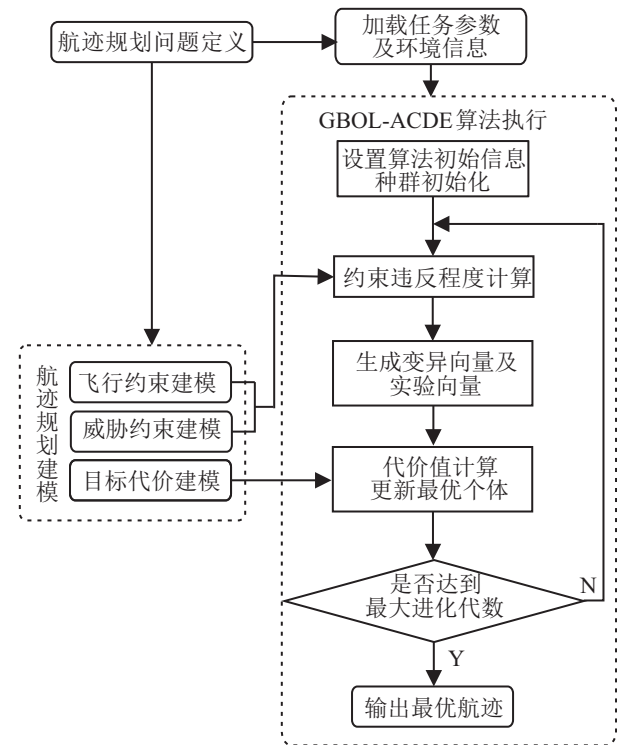 航迹规划问题定义
加载任务参数
及环境信息
GBOL-ACDE算法执行
设置算法初始信息
种群初始化
约束违反程度计算
生成变异向量及
实验向量
航迹规划建模
飞行约束建模
威胁约束建模
目标代价建模
代价值计算
更新最优个体
是否达到
最大进化代数
N
Y
输出最优航迹